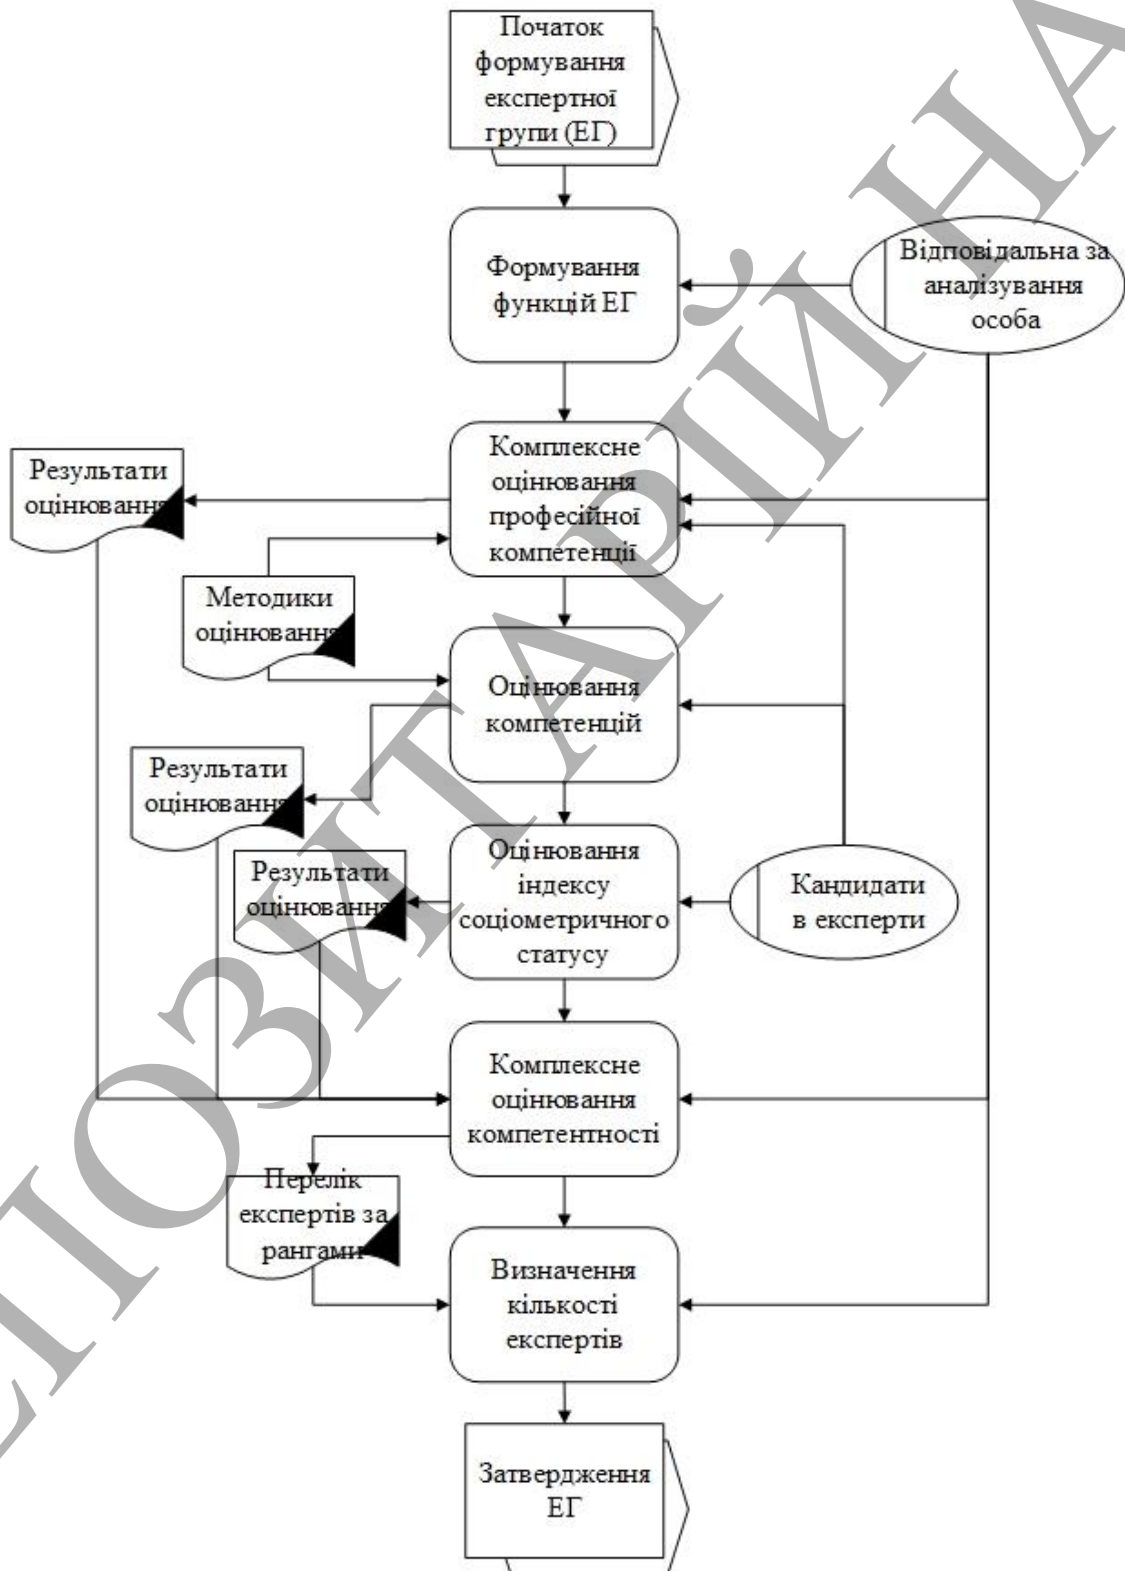 Початок
формування
експертної
групи (ЕГ)
Формування
функцій ЕГ
Відповідальна за
аналізування
особа
Комплексне
оцінювання
професійної
компетенції
Результати
оцінювання
Методики
оцінювання
Оцінювання
компетенцій
Результати
оцінювання
Оцінювання
індексу
соціометричного
статусу
Результати
оцінювання
Кандидати
в експерти
Комплексне
оцінювання
компетентності
Перелік
експертів за
рангами
Визначення
кількості
експертів
Затвердження
ЕГ
ЕПОЗИТАРІЙ НА